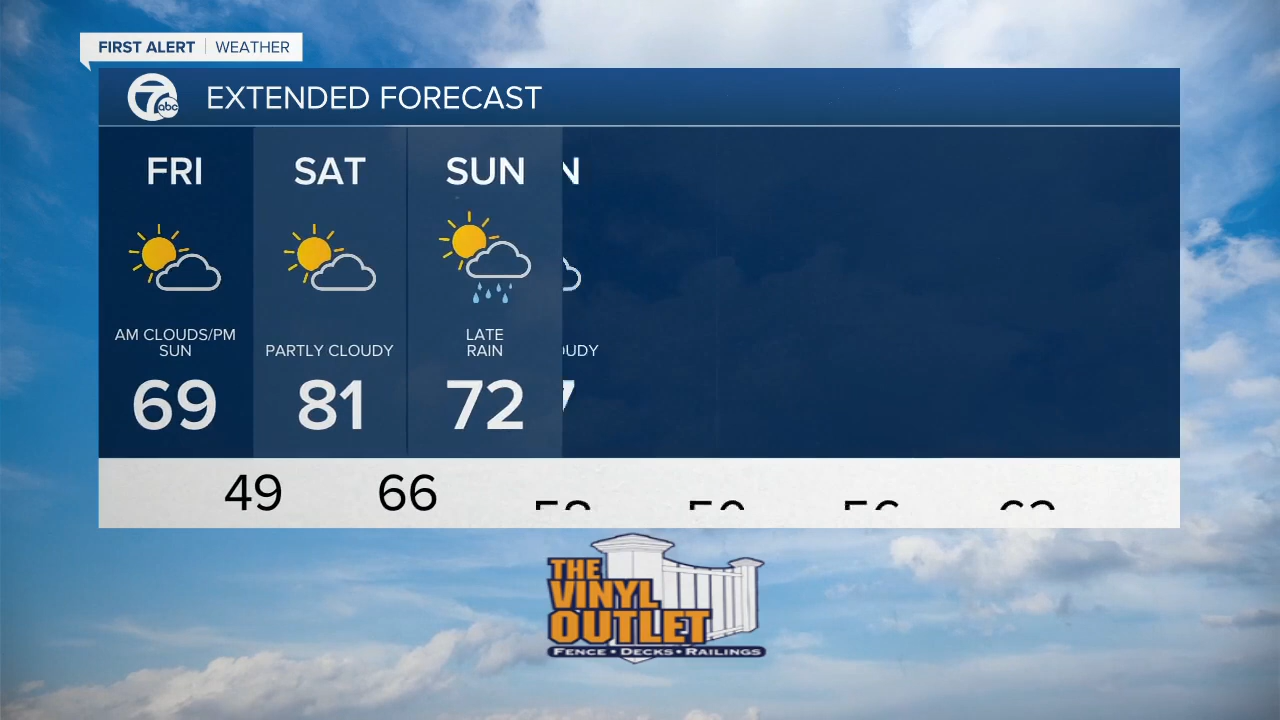 FIRST ALERT | WEATHER
7 abc EXTENDED FORECAST
FRI SAT SUN N
AM CLOUDS/PM SUN
PARTLY CLOUDY
LATE
RAIN
69 81 72
49 66
THE
VINYL
OUTLET
FENCE • DECKS • RAILINGS